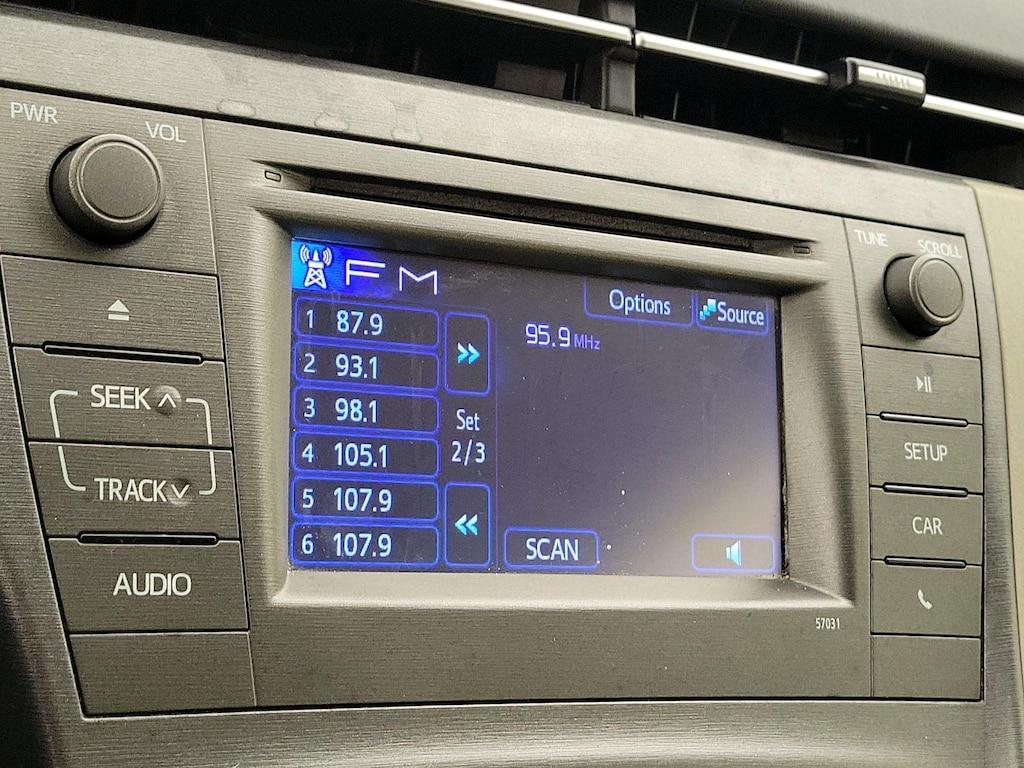 PWR
VOL
TUNE
SCROLL
FM
Options
Source
1 87.9
95.9 MHz
2 93.1
3 98.1
Set
2/3
4 105.1
5 107.9
6 107.9
SCAN
SEEK
TRACK
AUDIO
SETUP
CAR
57031